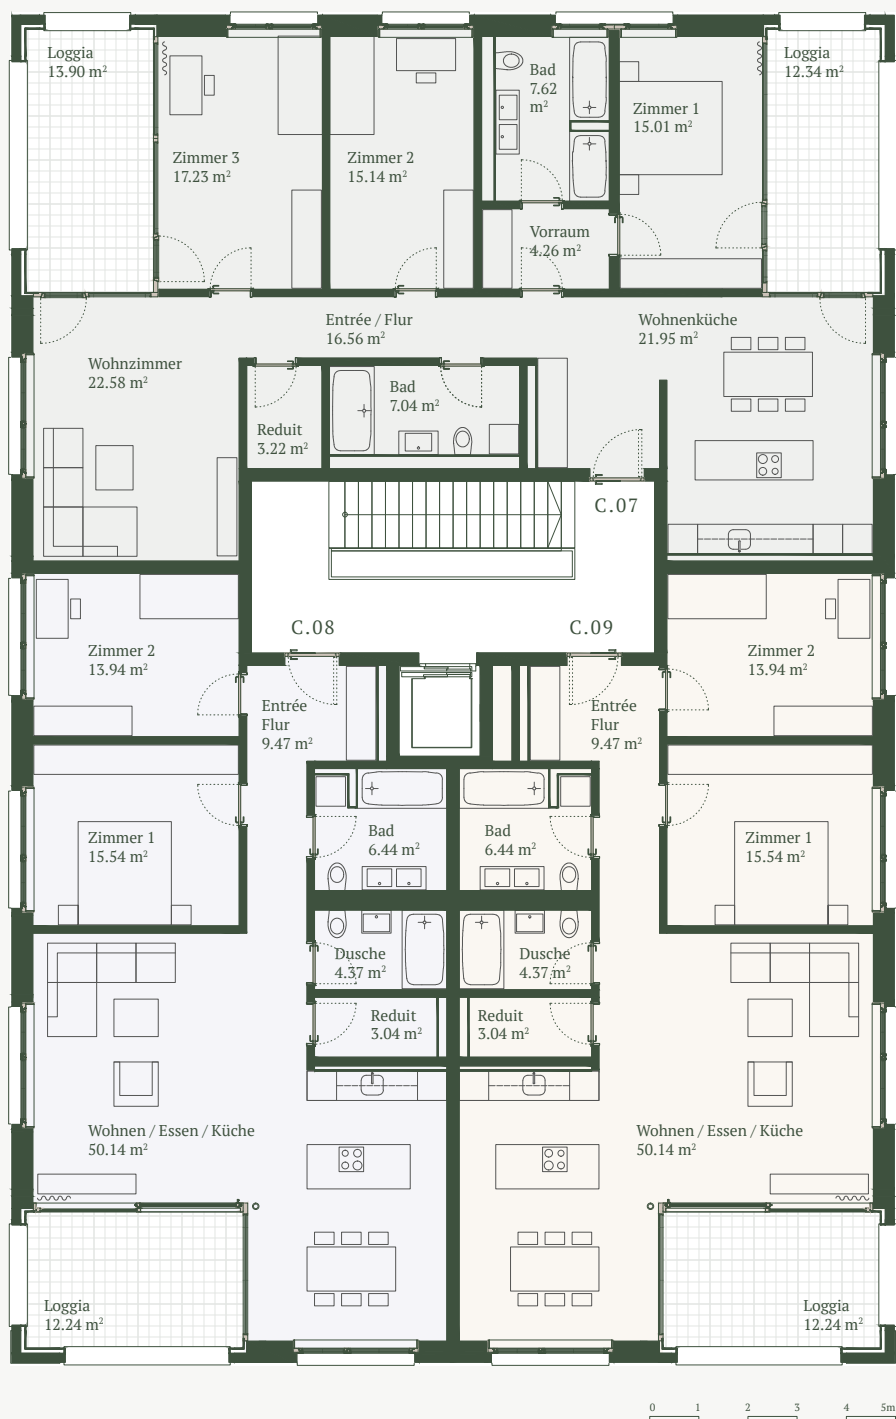 Loggia
13.90 m²
Zimmer 3
17.23 m²
Zimmer 2
15.14 m²
Bad
7.62
m²
Zimmer 1
15.01 m²
Loggia
12.34 m²
Vorraum
4.26 m²
Entrée / Flur
16.56 m²
Wohnenküche
21.95 m²
Wohnzimmer
22.58 m²
Bad
7.04 m²
Reduit
3.22 m²
C.07
C.08
C.09
Zimmer 2
13.94 m²
Entrée
Flur
9.47 m²
Entrée
Flur
9.47 m²
Zimmer 2
13.94 m²
Zimmer 1
15.54 m²
Bad
6.44 m²
Bad
6.44 m²
Zimmer 1
15.54 m²
Dusche
4.37 m²
Dusche
4.37 m²
Reduit
3.04 m²
Reduit
3.04 m²
Wohnen / Essen / Küche
50.14 m²
Wohnen / Essen / Küche
50.14 m²
Loggia
12.24 m²
Loggia
12.24 m²
0 1 2 3 4 5m